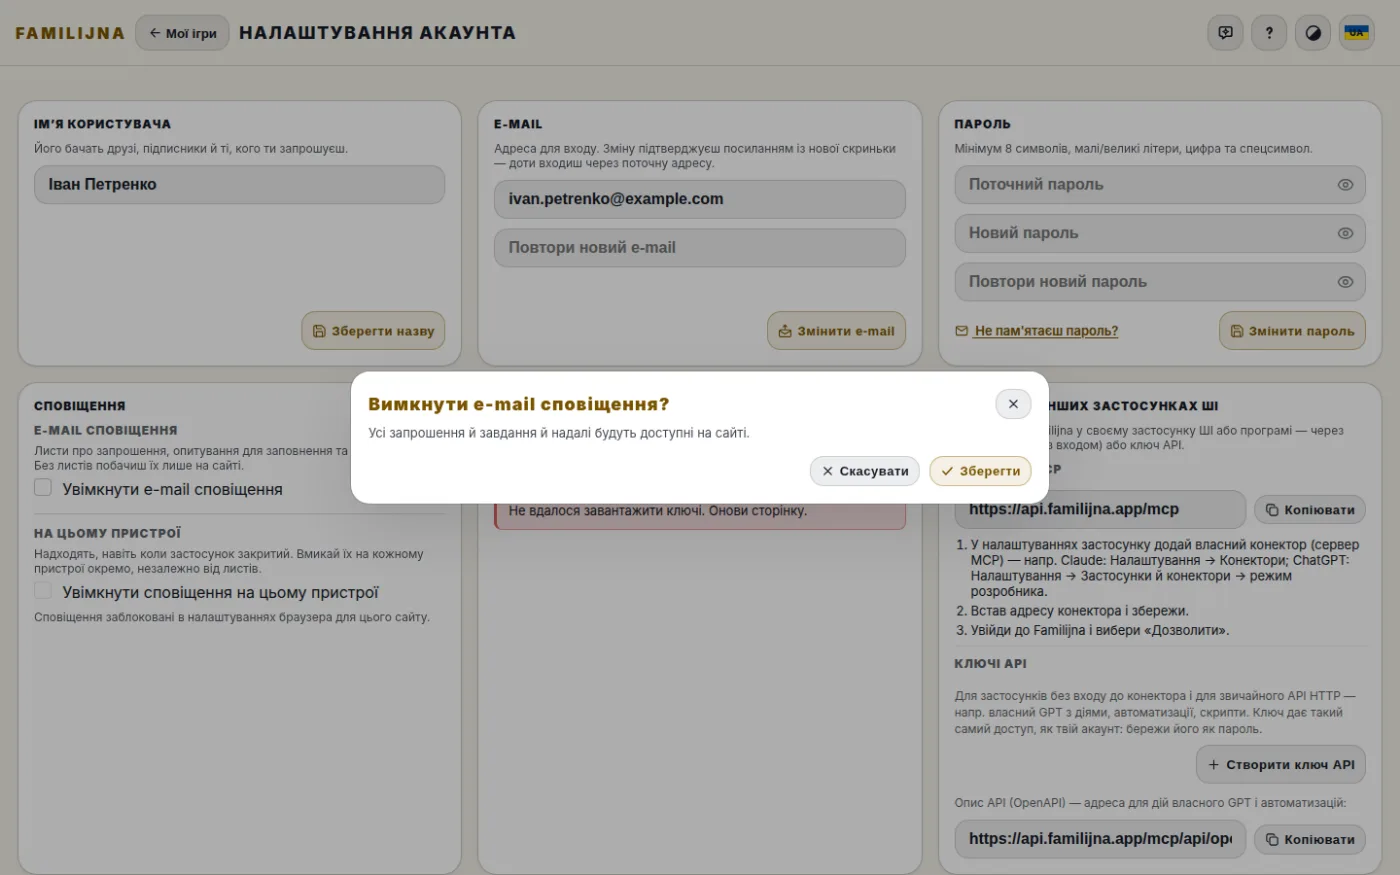 FAMILIJNA
← Мої ігри
НАЛАШТУВАННЯ АКАУНТА
?
UA
ІМ'Я КОРИСТУВАЧА
Його бачать друзі, підписники й ті, кого ти запрошуєш.
Іван Петренко
Зберегти назву
E-MAIL
Адреса для входу. Зміну підтверджуєш посиланням із нової скриньки
— доти входиш через поточну адресу.
ivan.petrenko@example.com
Повтори новий e-mail
Змінити e-mail
ПАРОЛЬ
Мінімум 8 символів, малі/великі літери, цифра та спецсимвол.
Поточний пароль
Новий пароль
Повтори новий пароль
Не пам'ятаєш пароль?
Змінити пароль
Вимкнути e-mail сповіщення?
Усі запрошення й завдання й надалі будуть доступні на сайті.
Скасувати
Зберегти
СПОВІЩЕННЯ
E-MAIL СПОВІЩЕННЯ
Листи про запрошення, опитування для заповнення та
Без листів побачиш їх лише на сайті.
Увімкнути e-mail сповіщення
НА ЦЬОМУ ПРИСТРОЇ
Надходять, навіть коли застосунок закритий. Вмикай їх на кожному
пристрої окремо, незалежно від листів.
Увімкнути сповіщення на цьому пристрої
Сповіщення заблоковані в налаштуваннях браузера для цього сайту.
Не вдалося завантажити ключі. Онови сторінку.
НШИХ ЗАСТОСУНКАХ ШІ
ilijna у своєму застосунку ШІ або програмі — через
з входом) або ключ API.
CP
https://api.familijna.app/mcp
Копіювати
1. У налаштуваннях застосунку додай власний конектор (сервер
MCP) — напр. Claude: Налаштування → Конектори; ChatGPT:
Налаштування → Застосунки й конектори → режим
розробника.
2. Встав адресу конектора і збережи.
3. Увійди до Familijna і вибери «Дозволити».
КЛЮЧІ API
Для застосунків без входу до конектора і для звичайного API HTTP —
напр. власний GPT з діями, автоматизації, скрипти. Ключ дає такий
самий доступ, як твій акаунт: бережи його як пароль.
+ Створити ключ API
Опис API (OpenAPI) — адреса для дій власного GPT і автоматизацій:
https://api.familijna.app/mcp/api/op
Копіювати